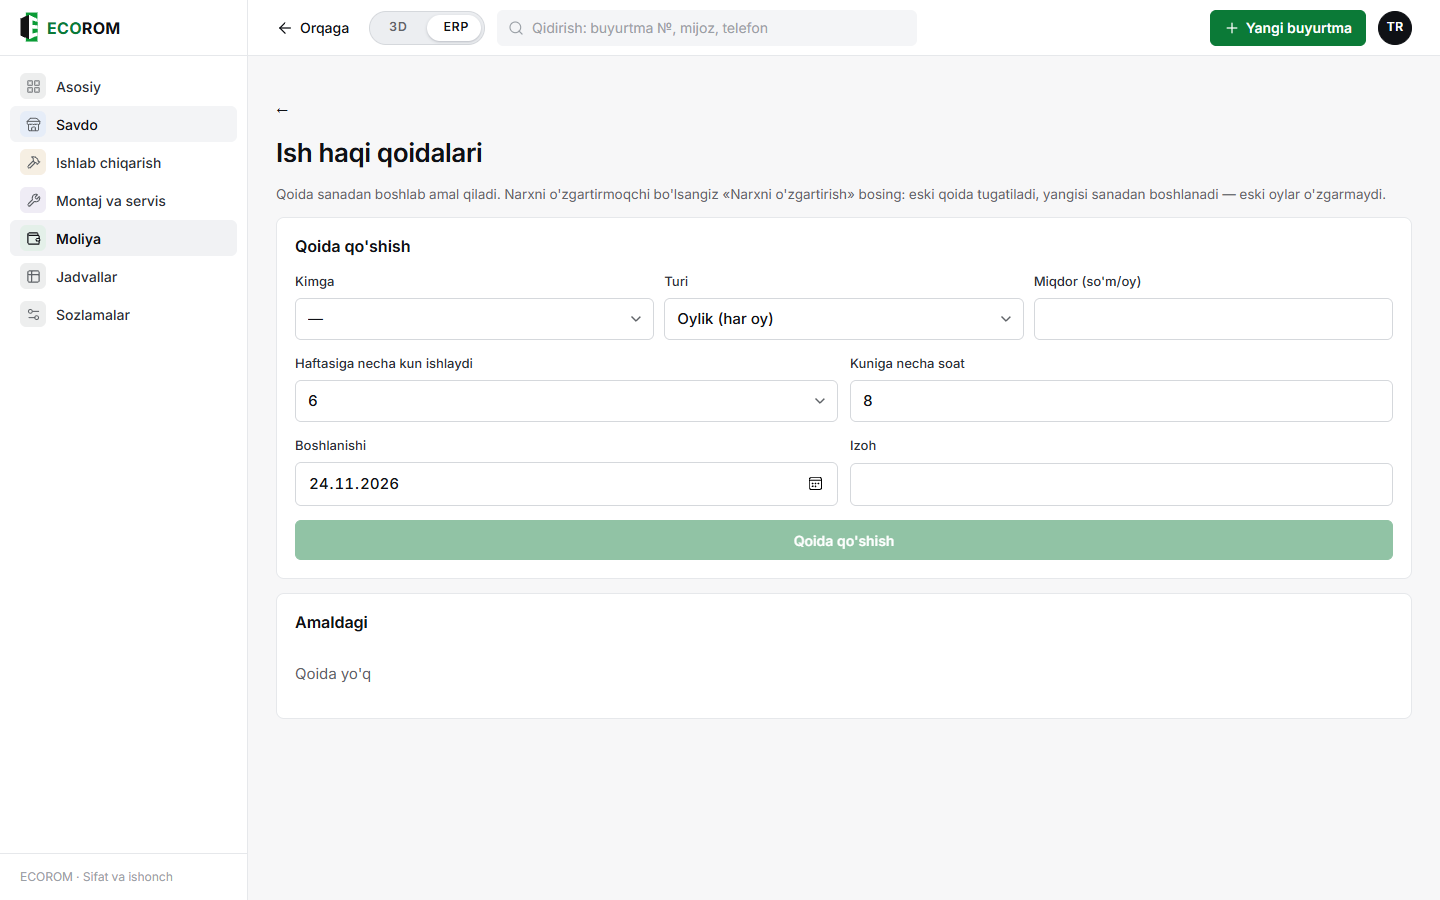 ECOROM
Orqaga
3D
ERP
Qidirish: buyurtma №, mijoz, telefon
+ Yangi buyurtma
TR
Asosiy
Savdo
Ishlab chiqarish
Montaj va servis
Moliya
Jadvallar
Sozlamalar
←
Ish haqi qoidalari
Qoida sanadan boshlab amal qiladi. Narxni o'zgartirmoqchi bo'lsangiz «Narxni o'zgartirish» bosing: eski qoida tugatiladi, yangisi sanadan boshlanadi — eski oylar o'zgarmaydi.
Qoida qo'shish
Kimga
Turi
Miqdor (so'm/oy)
—
Oylik (har oy)
Haftasiga necha kun ishlaydi
Kuniga necha soat
6
8
Boshlanishi
Izoh
24.11.2026
Qoida qo'shish
Amaldagi
Qoida yo'q
ECOROM · Sifat va ishonch